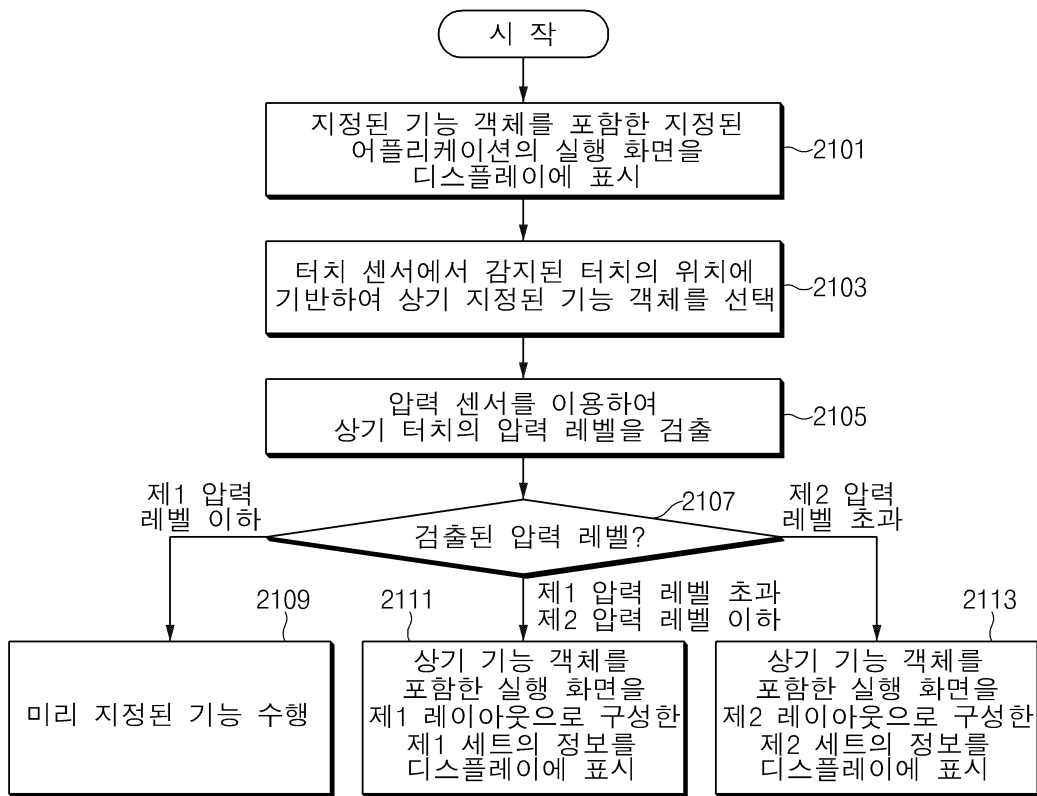 시 작
지정된 기능 객체를 포함한 지정된
어플리케이션의 실행 화면을
디스플레이에 표시
2101
터치 센서에서 감지된 터치의 위치에
기반하여 상기 지정된 기능 객체를 선택
2103
압력 센서를 이용하여
상기 터치의 압력 레벨을 검출
2105
제1 압력
레벨 이하
검출된 압력 레벨?
2107
제2 압력
레벨 초과
제1 압력 레벨 초과
제2 압력 레벨 이하
2109
미리 지정된 기능 수행
2111
상기 기능 객체를
포함한 실행 화면을
제1 레이아웃으로 구성한
제1 세트의 정보를
디스플레이에 표시
2113
상기 기능 객체를
포함한 실행 화면을
제2 레이아웃으로 구성한
제2 세트의 정보를
디스플레이에 표시